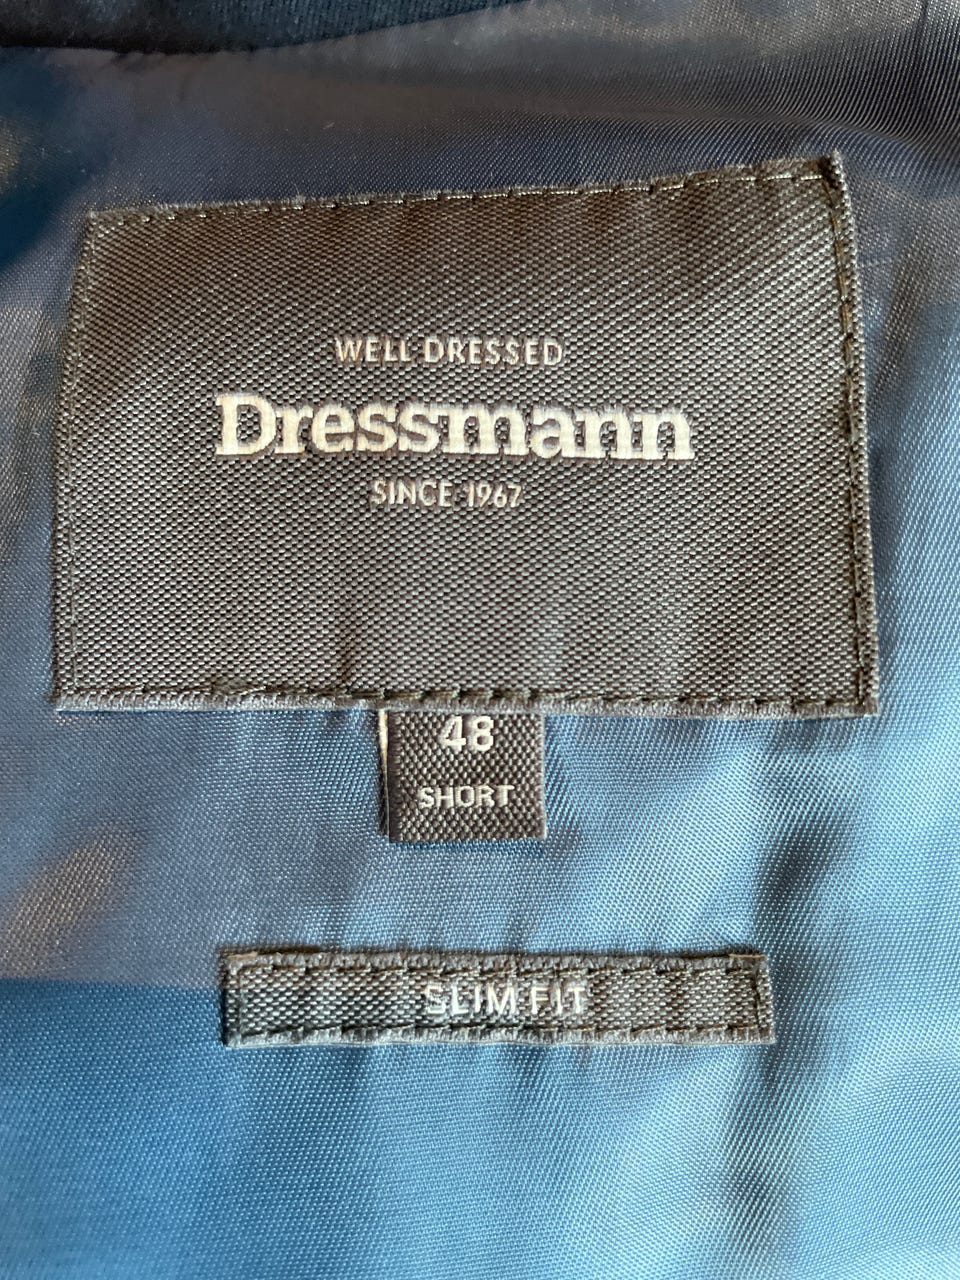 WELL DRESSED
Dressmann
SINCE 1967
48
SHORT
SLIM FIT